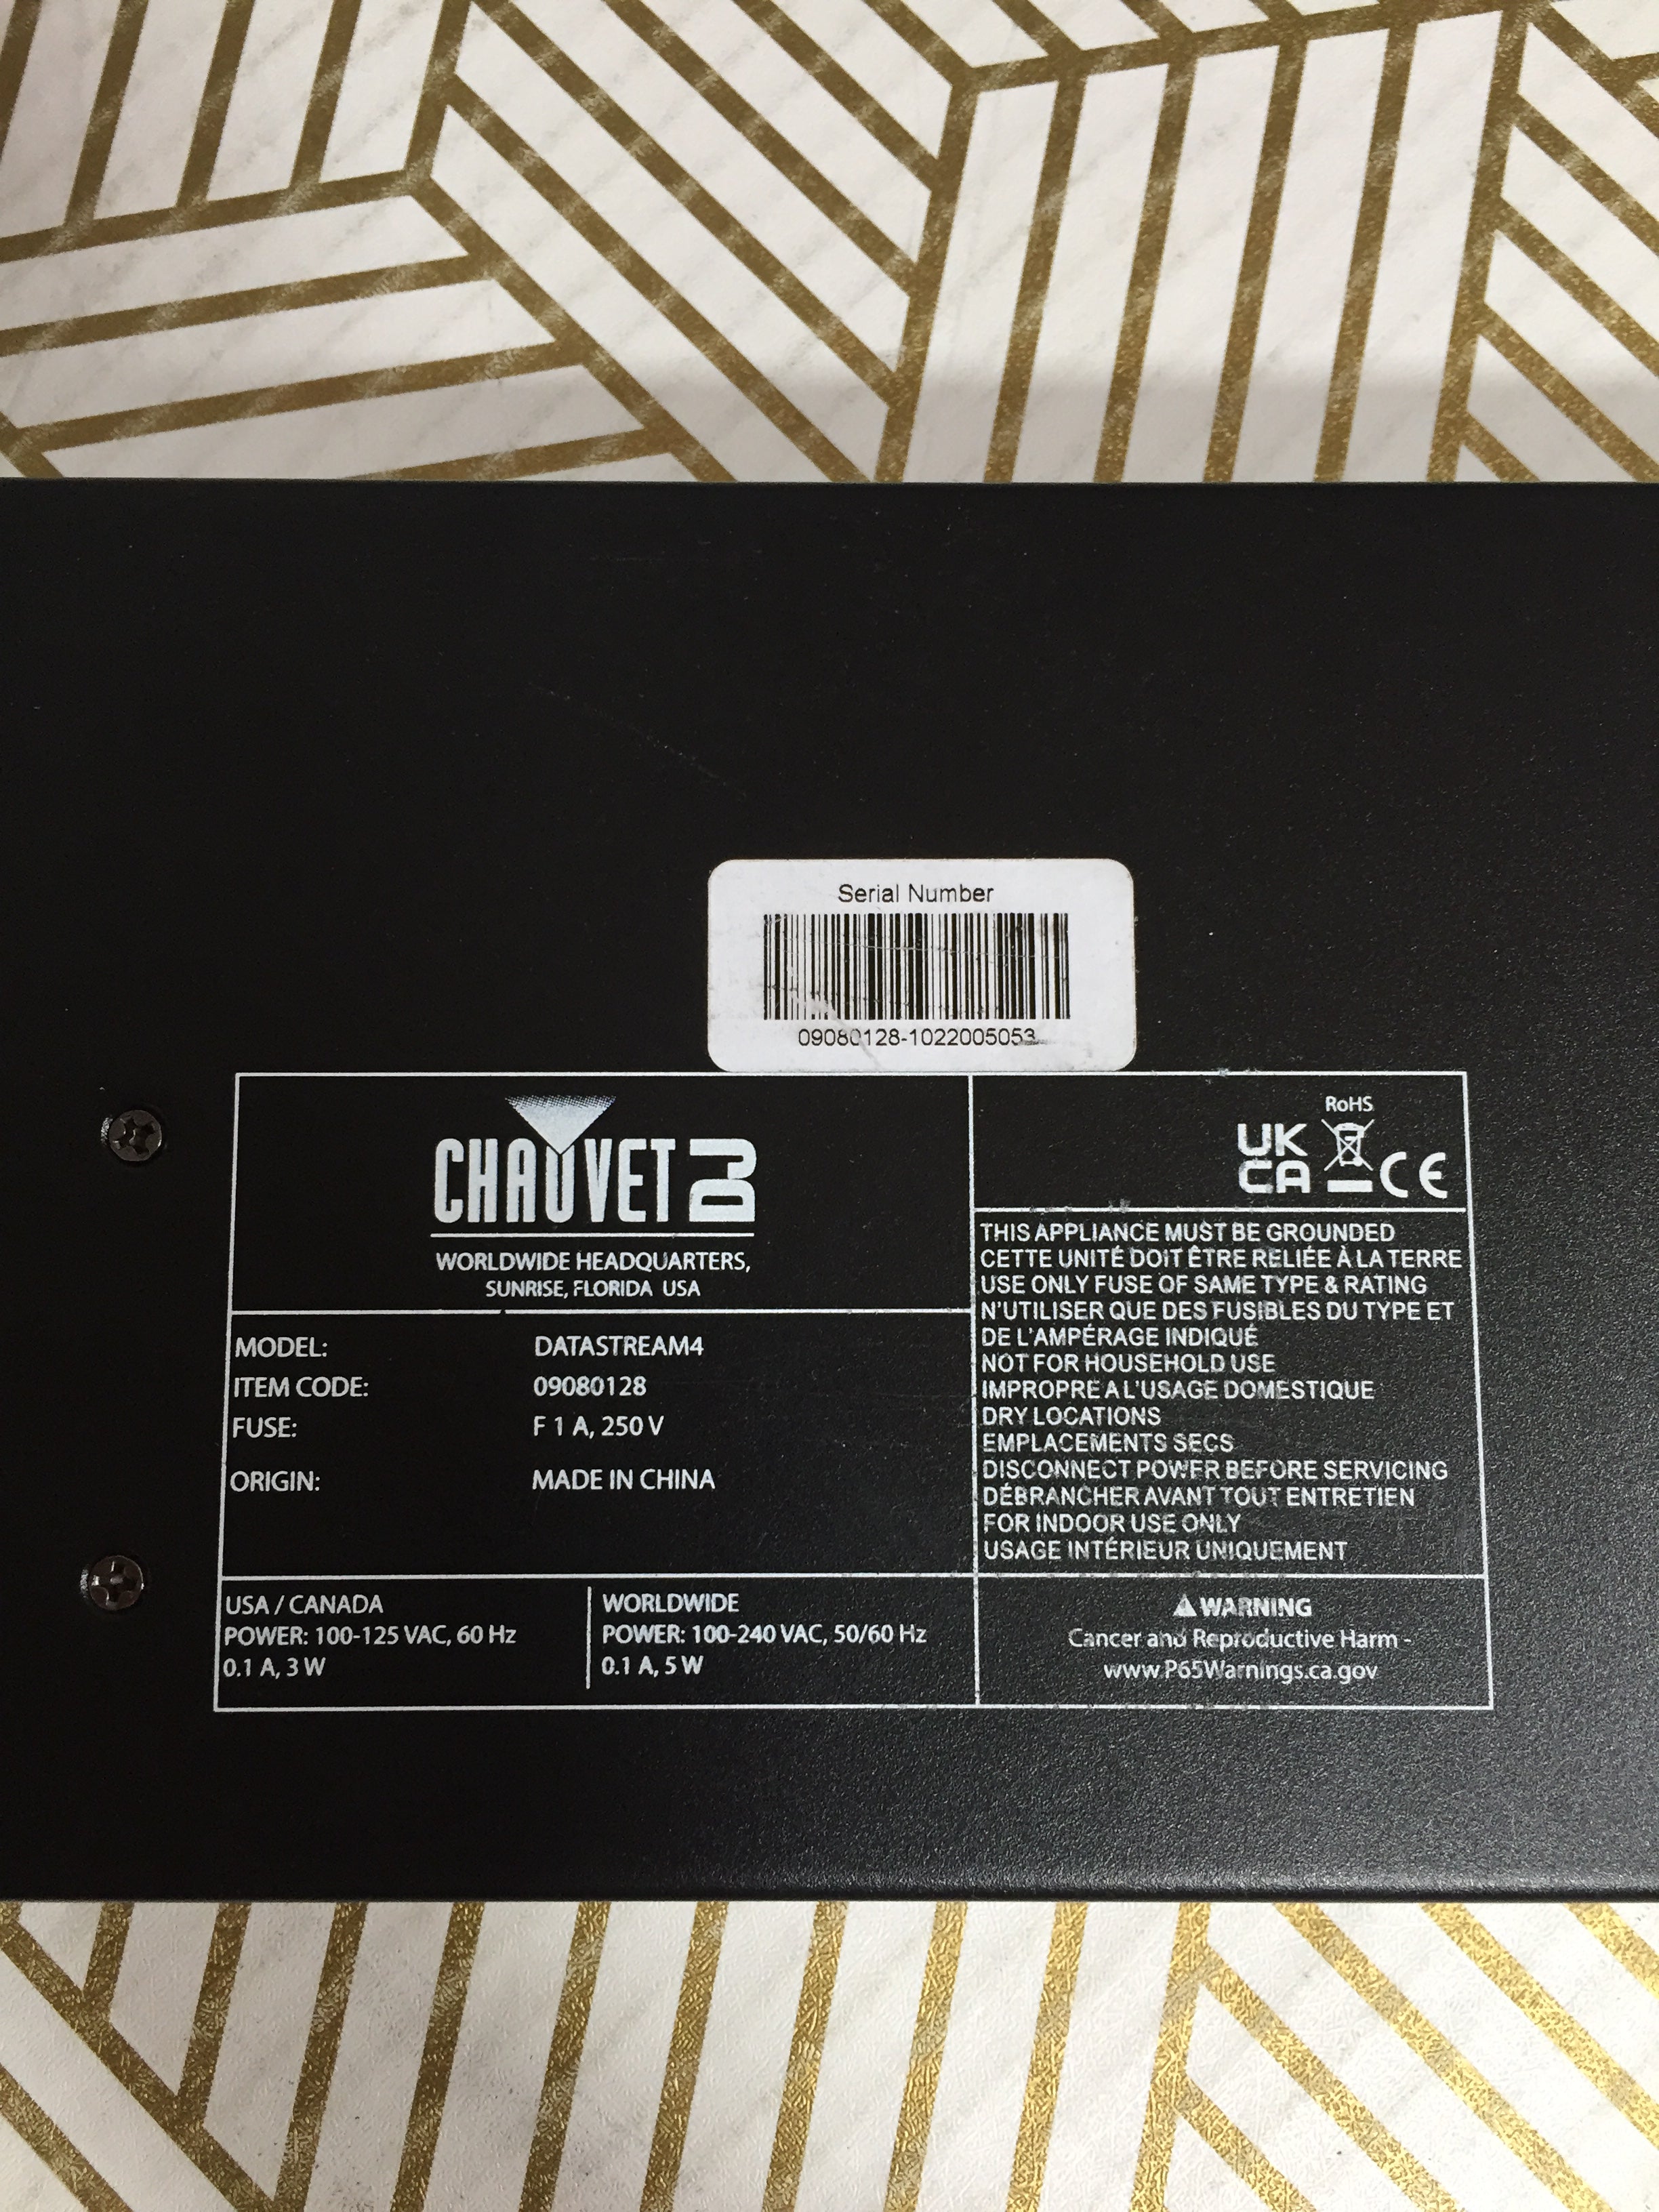 Serial Number
09080128-1022005053
CHAUVET DJ
WORLDWIDE HEADQUARTERS,
SUNRISE, FLORIDA USA
MODEL: DATASTREAM4
ITEM CODE: 09080128
FUSE: F 1 A, 250 V
ORIGIN: MADE IN CHINA
USA / CANADA
POWER: 100-125 VAC, 60 Hz
0.1 A, 3 W
WORLDWIDE
POWER: 100-240 VAC, 50/60 Hz
0.1 A, 5 W
RoHS
UK
CA
CE
THIS APPLIANCE MUST BE GROUNDED
CETTE UNITÉ DOIT ÊTRE RELIÉE À LA TERRE
USE ONLY FUSE OF SAME TYPE & RATING
N'UTILISER QUE DES FUSIBLES DU TYPE ET
DE L'AMPÉRAGE INDIQUÉ
NOT FOR HOUSEHOLD USE
IMPROPRE A L'USAGE DOMESTIQUE
DRY LOCATIONS
EMPLACEMENTS SECS
DISCONNECT POWER BEFORE SERVICING
DÉBRANCHER AVANT TOUT ENTRETIEN
FOR INDOOR USE ONLY
USAGE INTÉRIEUR UNIQUEMENT
WARNING
Cancer and Reproductive Harm -
www.P65Warnings.ca.gov